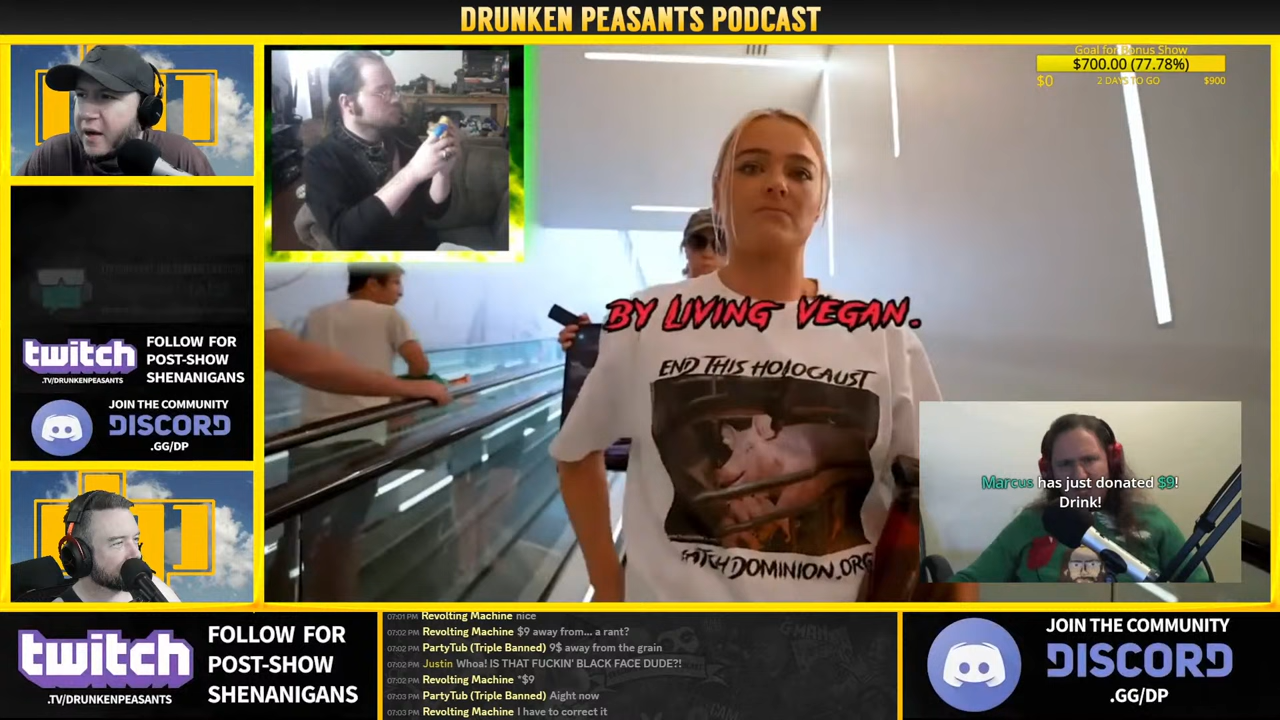 DRUNKEN PEASANTS PODCAST
Goal for Bonus Show
$700.00 (77.78%)
$0
2 DAYS TO GO
$900
BY LIVING VEGAN.
END THIS HOLOCAUST
DOMINION.ORG
Marcus has just donated $9!
Drink!
twitch
.TV/DRUNKENPEASANTS
FOLLOW FOR
POST-SHOW
SHENANIGANS
JOIN THE COMMUNITY
DISCORD
.GG/DP
twitch
.TV/DRUNKENPEASANTS
FOLLOW FOR
POST-SHOW
SHENANIGANS
07:01 PM Revolting Machine nice
07:02 PM Revolting Machine $9 away from... a rant?
07:02 PM PartyTub (Triple Banned) 9$ away from the grain
07:02 PM Justin Whoa! IS THAT FUCKIN' BLACK FACE DUDE?!
07:02 PM Revolting Machine *$9
07:03 PM PartyTub (Triple Banned) Aight now
07:03 PM Revolting Machine I have to correct it
JOIN THE COMMUNITY
DISCORD
.GG/DP